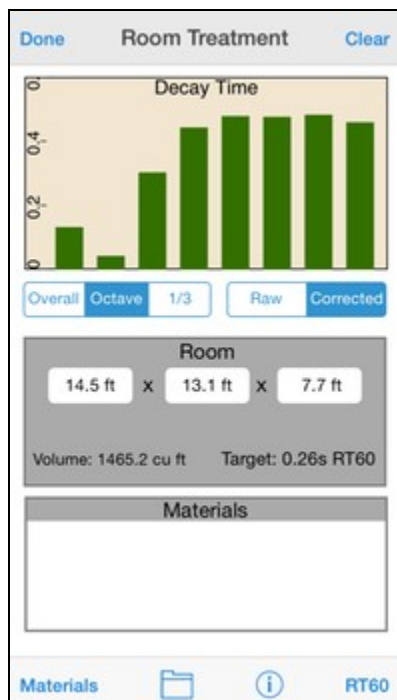 Done Room Treatment Clear
Decay Time
0.
0.4
0.2
0
Overall Octave 1/3 Raw Corrected
Room
14.5 ft x 13.1 ft x 7.7 ft
Volume: 1465.2 cu ft Target: 0.26s RT60
Materials
Materials RT60